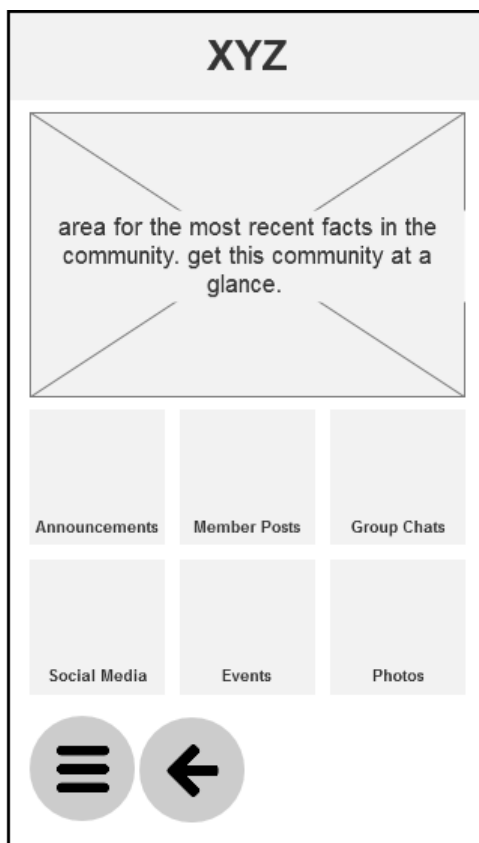 XYZ
area for the most recent facts in the
community. get this community at a
glance.
Announcements
Member Posts
Group Chats
Social Media
Events
Photos